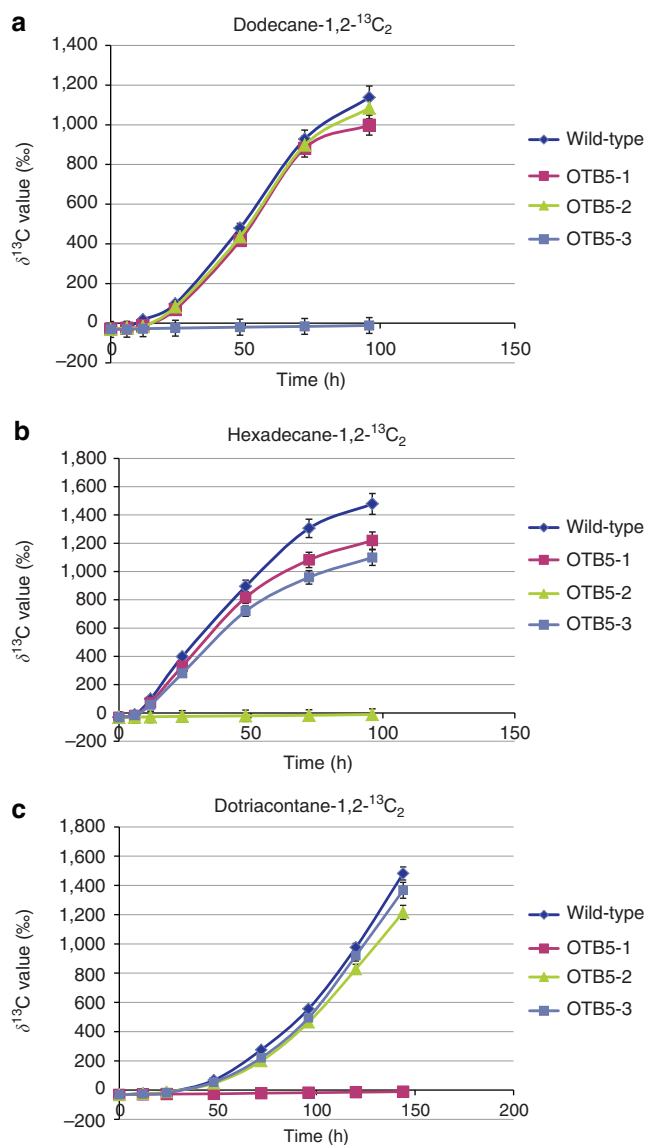 a
Dodecane-1,2-¹³C₂
1,400
1,200
1,000
800
600
400
200
0
−200
0
50
100
150
δ¹³C value (‰)
Time (h)
Wild-type
OTB5-1
OTB5-2
OTB5-3
b
Hexadecane-1,2-¹³C₂
1,800
1,600
1,400
1,200
1,000
800
600
400
200
0
−200
0
50
100
150
δ¹³C value (‰)
Time (h)
Wild-type
OTB5-1
OTB5-2
OTB5-3
c
Dotriacontane-1,2-¹³C₂
1,800
1,600
1,400
1,200
1,000
800
600
400
200
0
−200
0
50
100
150
200
δ¹³C value (‰)
Time (h)
Wild-type
OTB5-1
OTB5-2
OTB5-3